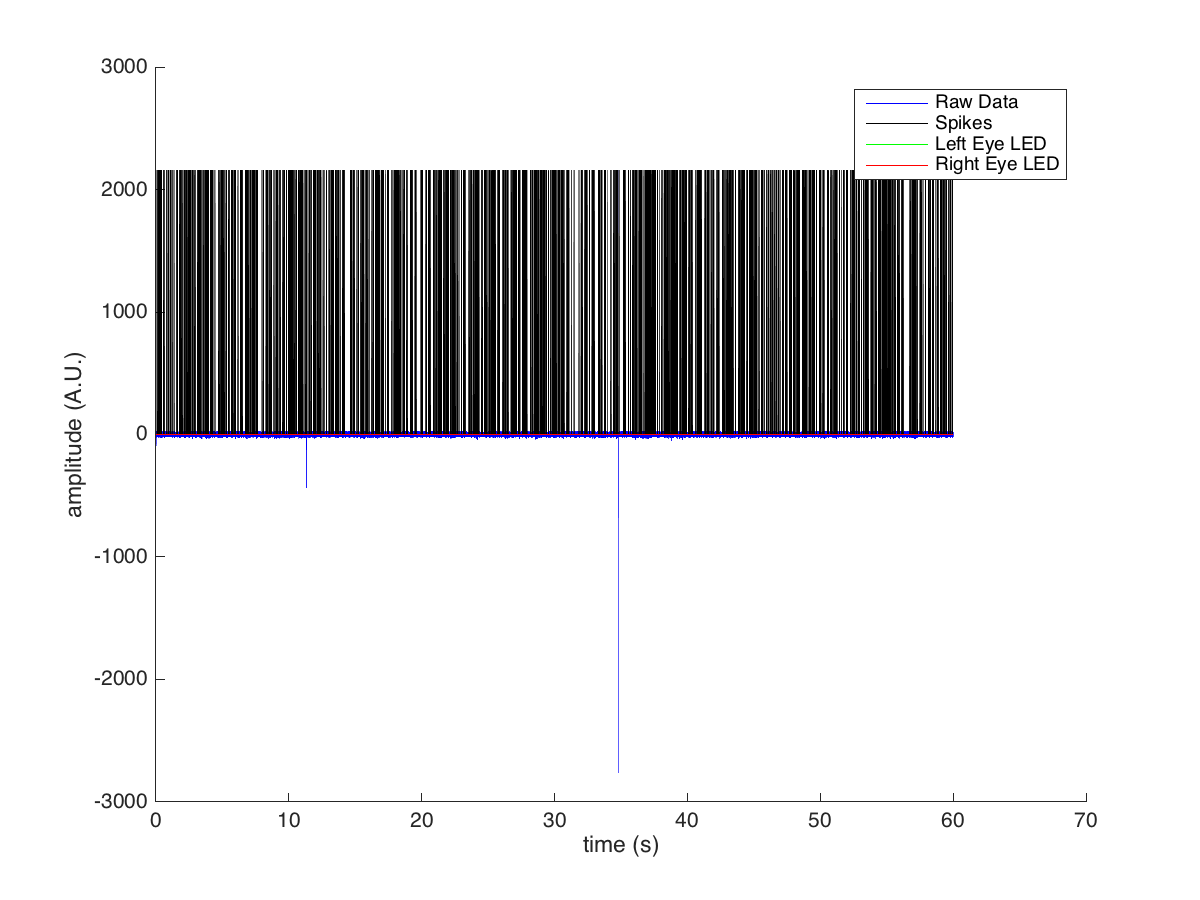 3000
2000
1000
0
-1000
-2000
-3000
amplitude (A.U.)
Raw Data
Spikes
Left Eye LED
Right Eye LED
0 10 20 30 40 50 60 70
time (s)